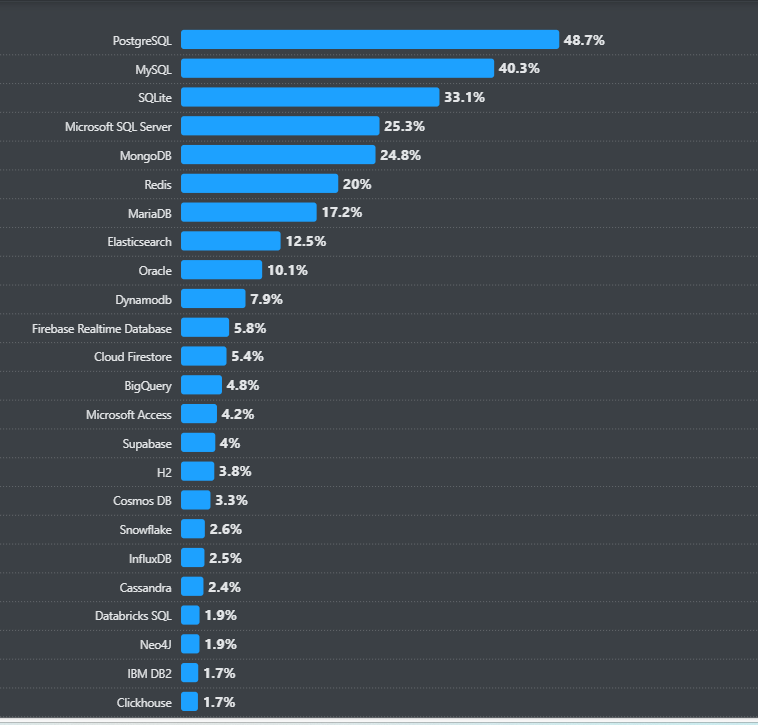 PostgreSQL 48.7%
MySQL 40.3%
SQLite 33.1%
Microsoft SQL Server 25.3%
MongoDB 24.8%
Redis 20%
MariaDB 17.2%
Elasticsearch 12.5%
Oracle 10.1%
Dynamodb 7.9%
Firebase Realtime Database 5.8%
Cloud Firestore 5.4%
BigQuery 4.8%
Microsoft Access 4.2%
Supabase 4%
H2 3.8%
Cosmos DB 3.3%
Snowflake 2.6%
InfluxDB 2.5%
Cassandra 2.4%
Databricks SQL 1.9%
Neo4J 1.9%
IBM DB2 1.7%
Clickhouse 1.7%